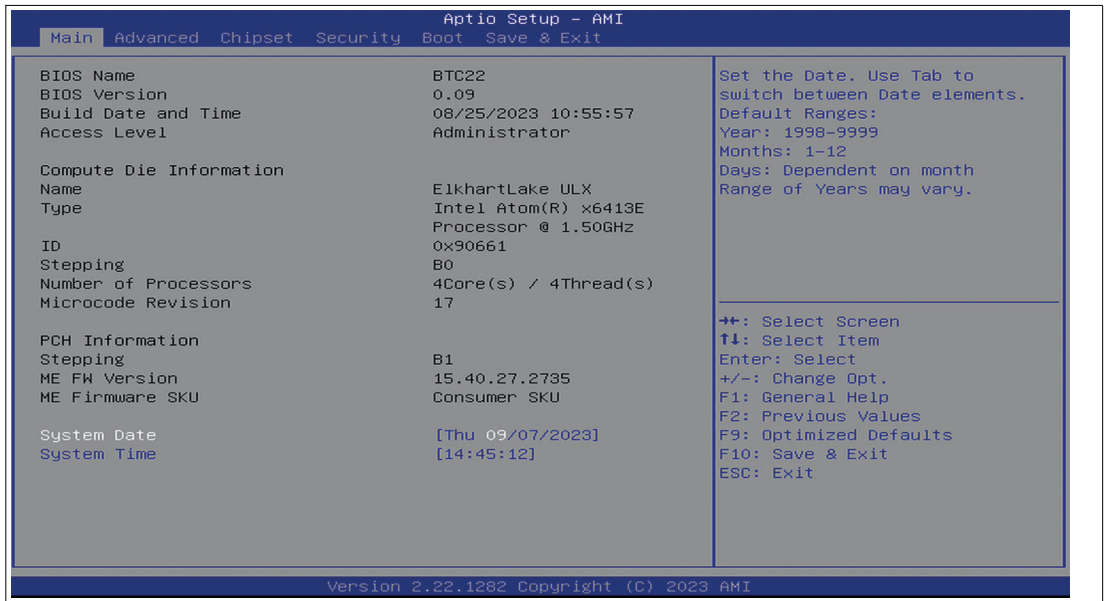 Aptio Setup – AMI
Main Advanced Chipset Security Boot Save & Exit
BIOS Name BTC22
BIOS Version 0.09
Build Date and Time 08/25/2023 10:55:57
Access Level Administrator
Compute Die Information
Name ElkhartLake ULX
Type Intel Atom(R) x6413E
Processor @ 1.50GHz
ID 0x90661
Stepping B0
Number of Processors 4Core(s) / 4Thread(s)
Microcode Revision 17
PCH Information
Stepping B1
ME FW Version 15.40.27.2735
ME Firmware SKU Consumer SKU
System Date [Thu 09/07/2023]
System Time [14:45:12]
Set the Date. Use Tab to
switch between Date elements.
Default Ranges:
Year: 1998-9999
Months: 1-12
Days: Dependent on month
Range of Years may vary.
→←: Select Screen
↑↓: Select Item
Enter: Select
+/-: Change Opt.
F1: General Help
F2: Previous Values
F9: Optimized Defaults
F10: Save & Exit
ESC: Exit
Version 2.22.1282 Copyright (C) 2023 AMI